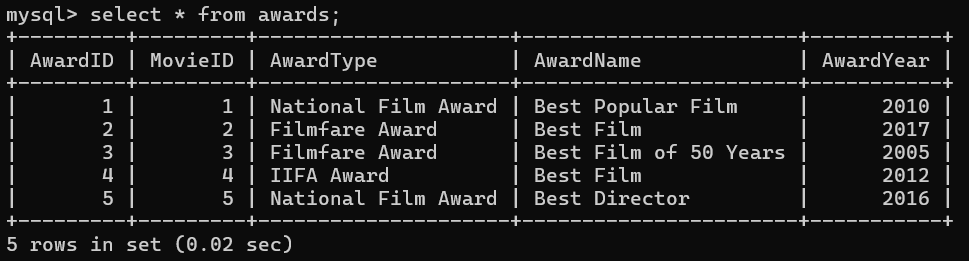 mysql> select * from awards;
+---------+---------+---------------------+-----------------------+-----------+
| AwardID | MovieID | AwardType           | AwardName             | AwardYear |
+---------+---------+---------------------+-----------------------+-----------+
|       1 |       1 | National Film Award | Best Popular Film     |      2010 |
|       2 |       2 | Filmfare Award      | Best Film             |      2017 |
|       3 |       3 | Filmfare Award      | Best Film of 50 Years |      2005 |
|       4 |       4 | IIFA Award          | Best Film             |      2012 |
|       5 |       5 | National Film Award | Best Director         |      2016 |
+---------+---------+---------------------+-----------------------+-----------+
5 rows in set (0.02 sec)